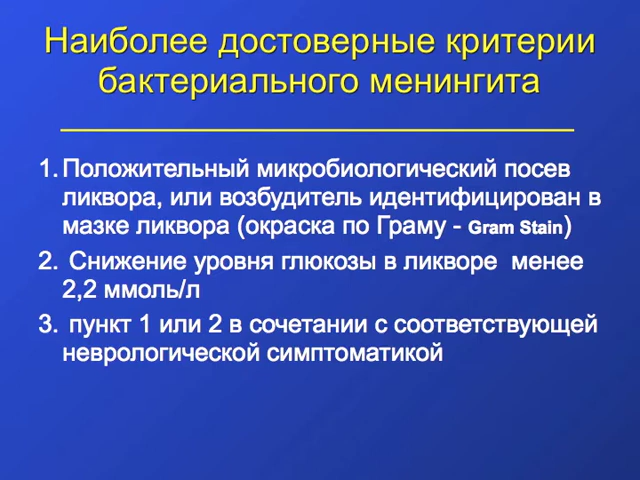 Наиболее достоверные критерии
бактериального менингита
1. Положительный микробиологический посев
ликвора, или возбудитель идентифицирован в
мазке ликвора (окраска по Граму - Gram Stain)
2. Снижение уровня глюкозы в ликворе менее
2,2 ммоль/л
3. пункт 1 или 2 в сочетании с соответствующей
неврологической симптоматикой